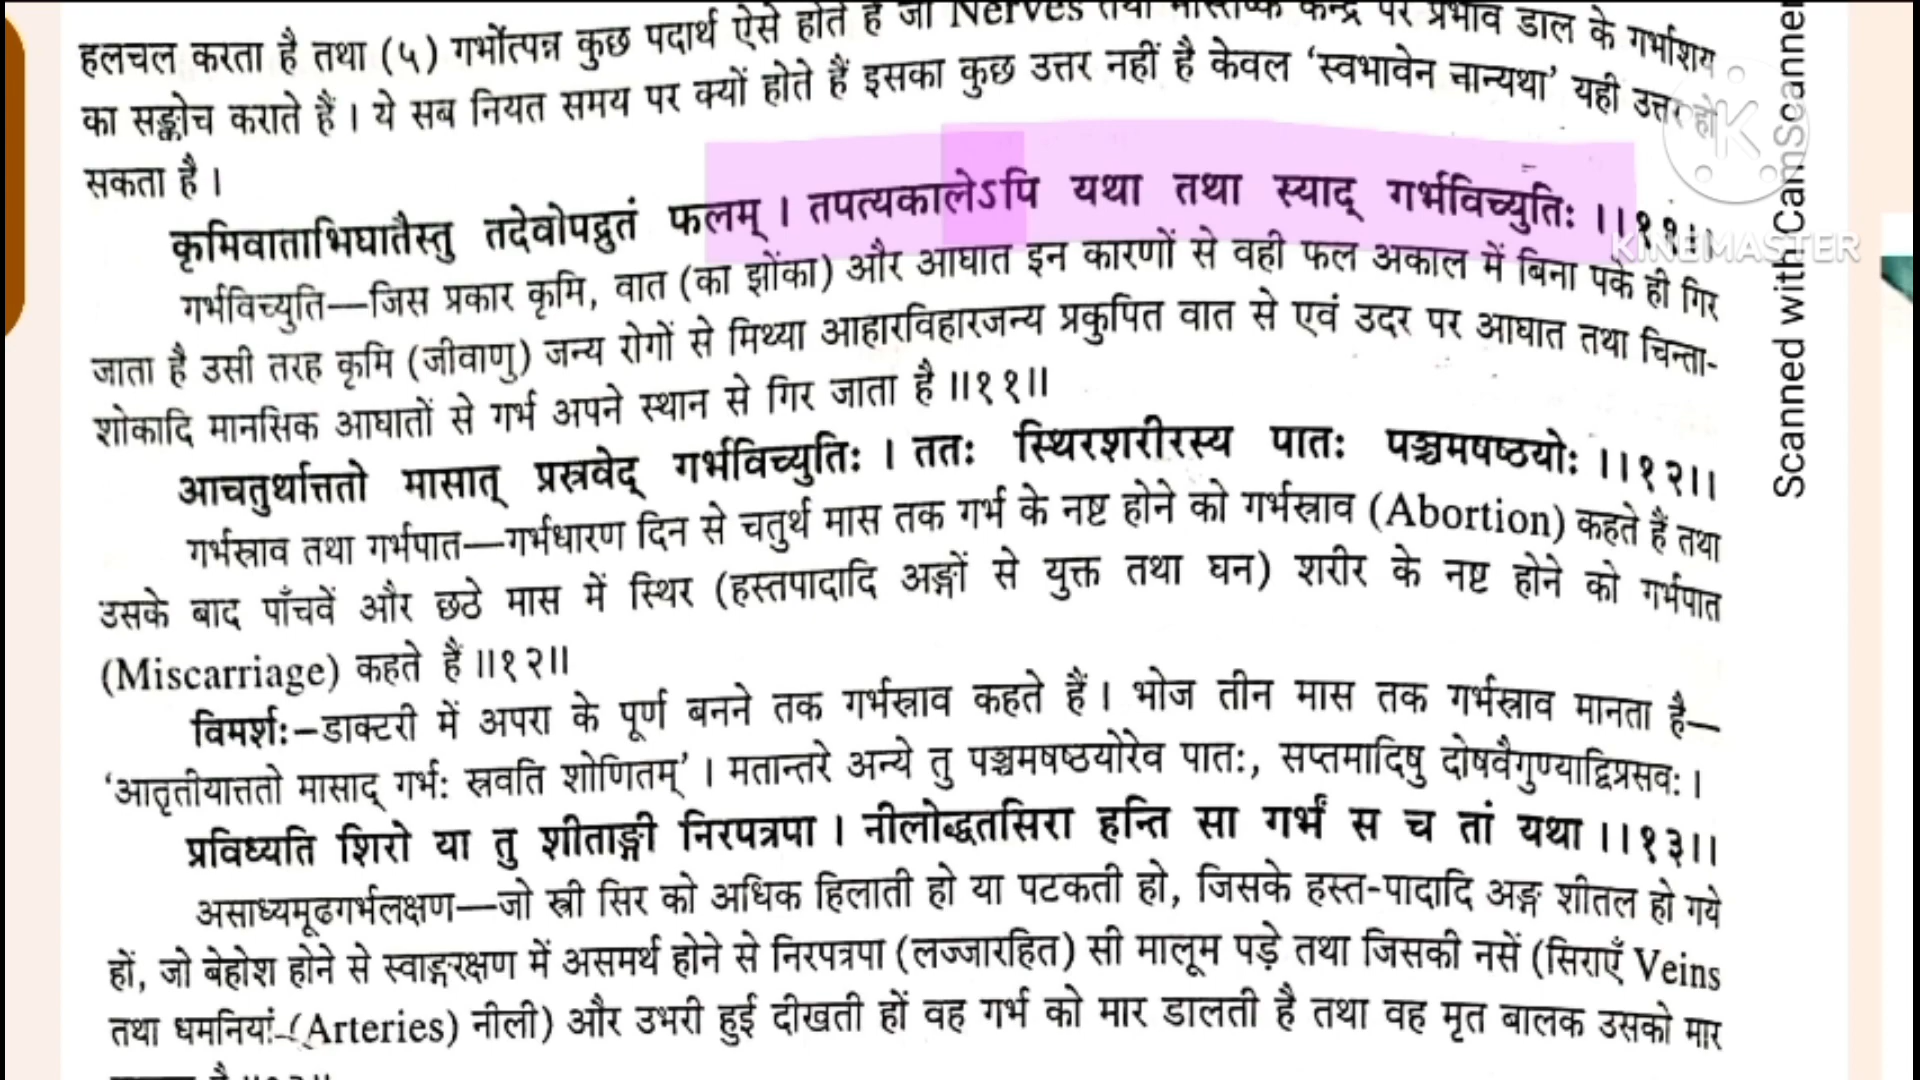 हलचल करता है तथा (५) गर्भोत्पन्न कुछ पदार्थ ऐसे होते हैं जो Nerves तथा मस्तिष्क केन्द्र पर प्रभाव डाल के गर्भाशय
का सङ्कोच कराते हैं । ये सब नियत समय पर क्यों होते हैं इसका कुछ उत्तर नहीं है केवल ‘स्वभावेन नान्यथा’ यही उत्तर हो
सकता है ।
कृमिवाताभिघातैस्तु तदेवोपद्रुतं फलम् । तपत्यकालेऽपि यथा तथा स्याद् गर्भविच्युतिः ।।११।।
गर्भविच्युति—जिस प्रकार कृमि, वात (का झोंका) और आघात इन कारणों से वही फल अकाल में बिना पके ही गिर
जाता है उसी तरह कृमि (जीवाणु) जन्य रोगों से मिथ्या आहारविहारजन्य प्रकुपित वात से एवं उदर पर आघात तथा चिन्ता-
शोकादि मानसिक आघातों से गर्भ अपने स्थान से गिर जाता है ॥११॥
आचतुर्थात्ततो मासात् प्रस्रवेद् गर्भविच्युतिः । ततः स्थिरशरीरस्य पातः पञ्चमषष्ठयोः ।।१२।।
गर्भस्राव तथा गर्भपात—गर्भधारण दिन से चतुर्थ मास तक गर्भ के नष्ट होने को गर्भस्राव (Abortion) कहते हैं तथा
उसके बाद पाँचवें और छठे मास में स्थिर (हस्तपादादि अङ्गों से युक्त तथा घन) शरीर के नष्ट होने को गर्भपात
(Miscarriage) कहते हैं ॥१२॥
विमर्शः–डाक्टरी में अपरा के पूर्ण बनने तक गर्भस्राव कहते हैं । भोज तीन मास तक गर्भस्राव मानता है—
‘आतृतीयात्ततो मासाद् गर्भः स्रवति शोणितम्’ । मतान्तरे अन्ये तु पञ्चमषष्ठयोरेव पातः, सप्तमादिषु दोषवैगुण्याद्विप्रसवः ।
प्रविध्यति शिरो या तु शीताङ्गी निरपत्रपा । नीलोद्धतसिरा हन्ति सा गर्भं स च तां यथा ।।१३।।
असाध्यमूढगर्भलक्षण—जो स्त्री सिर को अधिक हिलाती हो या पटकती हो, जिसके हस्त-पादादि अङ्ग शीतल हो गये
हों, जो बेहोश होने से स्वाङ्गरक्षण में असमर्थ होने से निरपत्रपा (लज्जारहित) सी मालूम पड़े तथा जिसकी नसें (सिराएँ Veins
तथा धमनियां-(Arteries) नीली) और उभरी हुई दीखती हों वह गर्भ को मार डालती है तथा वह मृत बालक उसको मार
Scanned with CamScanner
K
KINEMASTER